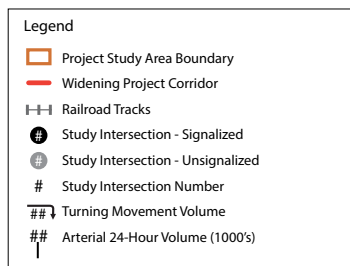 Legend
Project Study Area Boundary
Widening Project Corridor
Railroad Tracks
# Study Intersection - Signalized
# Study Intersection - Unsignalized
# Study Intersection Number
## Turning Movement Volume
## Arterial 24-Hour Volume (1000's)